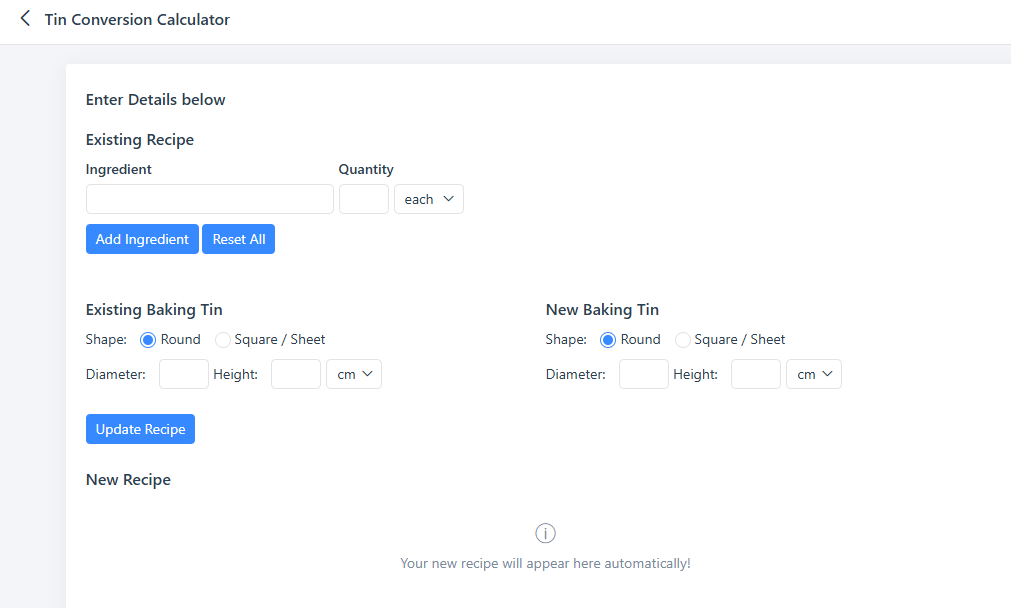 Tin Conversion Calculator
Enter Details below
Existing Recipe
Ingredient Quantity
each
Add Ingredient Reset All
Existing Baking Tin
Shape: Round Square / Sheet
Diameter: Height: cm
New Baking Tin
Shape: Round Square / Sheet
Diameter: Height: cm
Update Recipe
New Recipe
Your new recipe will appear here automatically!